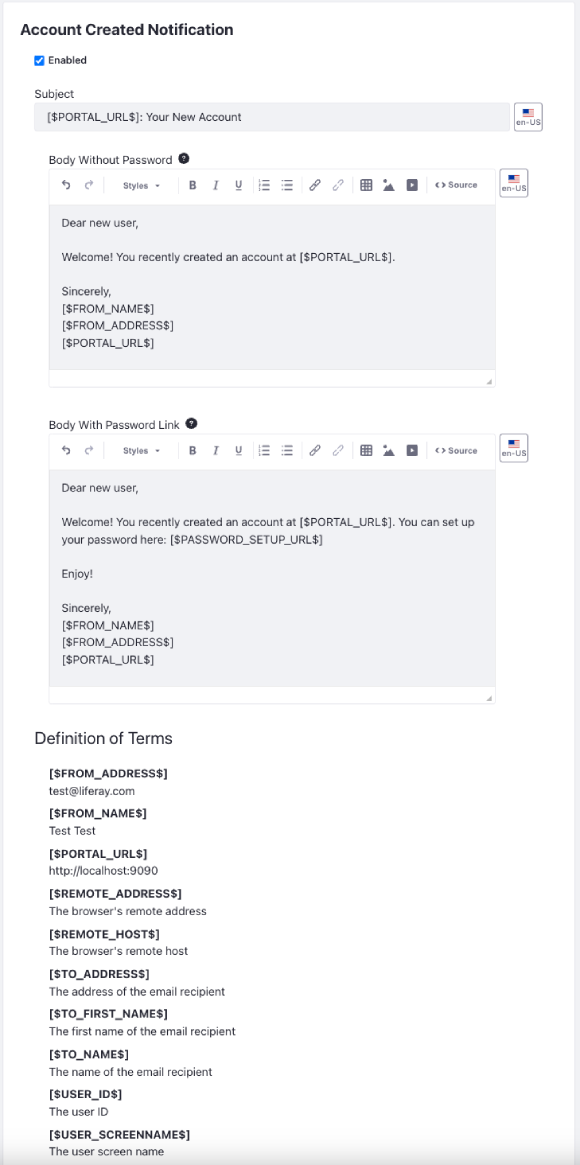 Account Created Notification
Enabled
Subject
[$PORTAL_URL$]: Your New Account
en-US
Body Without Password
Styles
B I U
Source
en-US
Dear new user,
Welcome! You recently created an account at [$PORTAL_URL$].
Sincerely,
[$FROM_NAME$]
[$FROM_ADDRESS$]
[$PORTAL_URL$]
Body With Password Link
Styles
B I U
Source
en-US
Dear new user,
Welcome! You recently created an account at [$PORTAL_URL$]. You can set up
your password here: [$PASSWORD_SETUP_URL$]
Enjoy!
Sincerely,
[$FROM_NAME$]
[$FROM_ADDRESS$]
[$PORTAL_URL$]
Definition of Terms
[$FROM_ADDRESS$]
test@liferay.com
[$FROM_NAME$]
Test Test
[$PORTAL_URL$]
http://localhost:9090
[$REMOTE_ADDRESS$]
The browser's remote address
[$REMOTE_HOST$]
The browser's remote host
[$TO_ADDRESS$]
The address of the email recipient
[$TO_FIRST_NAME$]
The first name of the email recipient
[$TO_NAME$]
The name of the email recipient
[$USER_ID$]
The user ID
[$USER_SCREENNAME$]
The user screen name